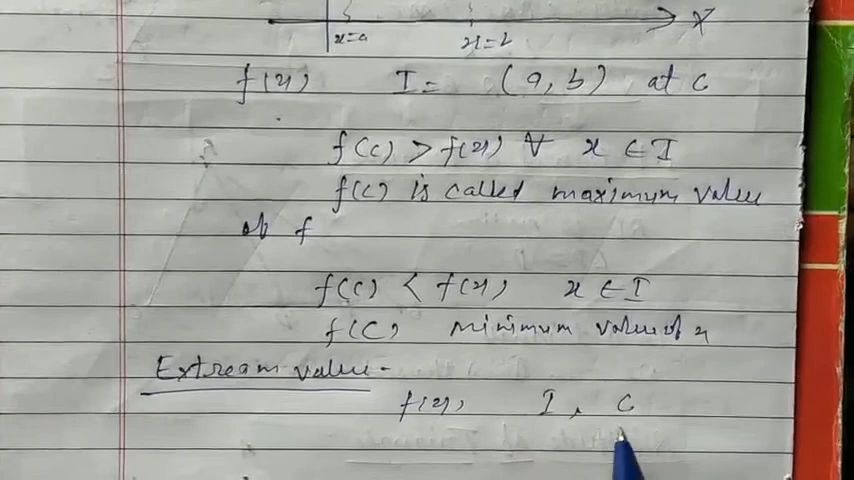 x=a x=b X
f(x) I = (a, b) at c
f(c) > f(x) ∀ x ∈ I
f(c) is called maximum value
of f
f(c) < f(x) x ∈ I
f(c) minimum value of x
Extream value -
f(x), I, c